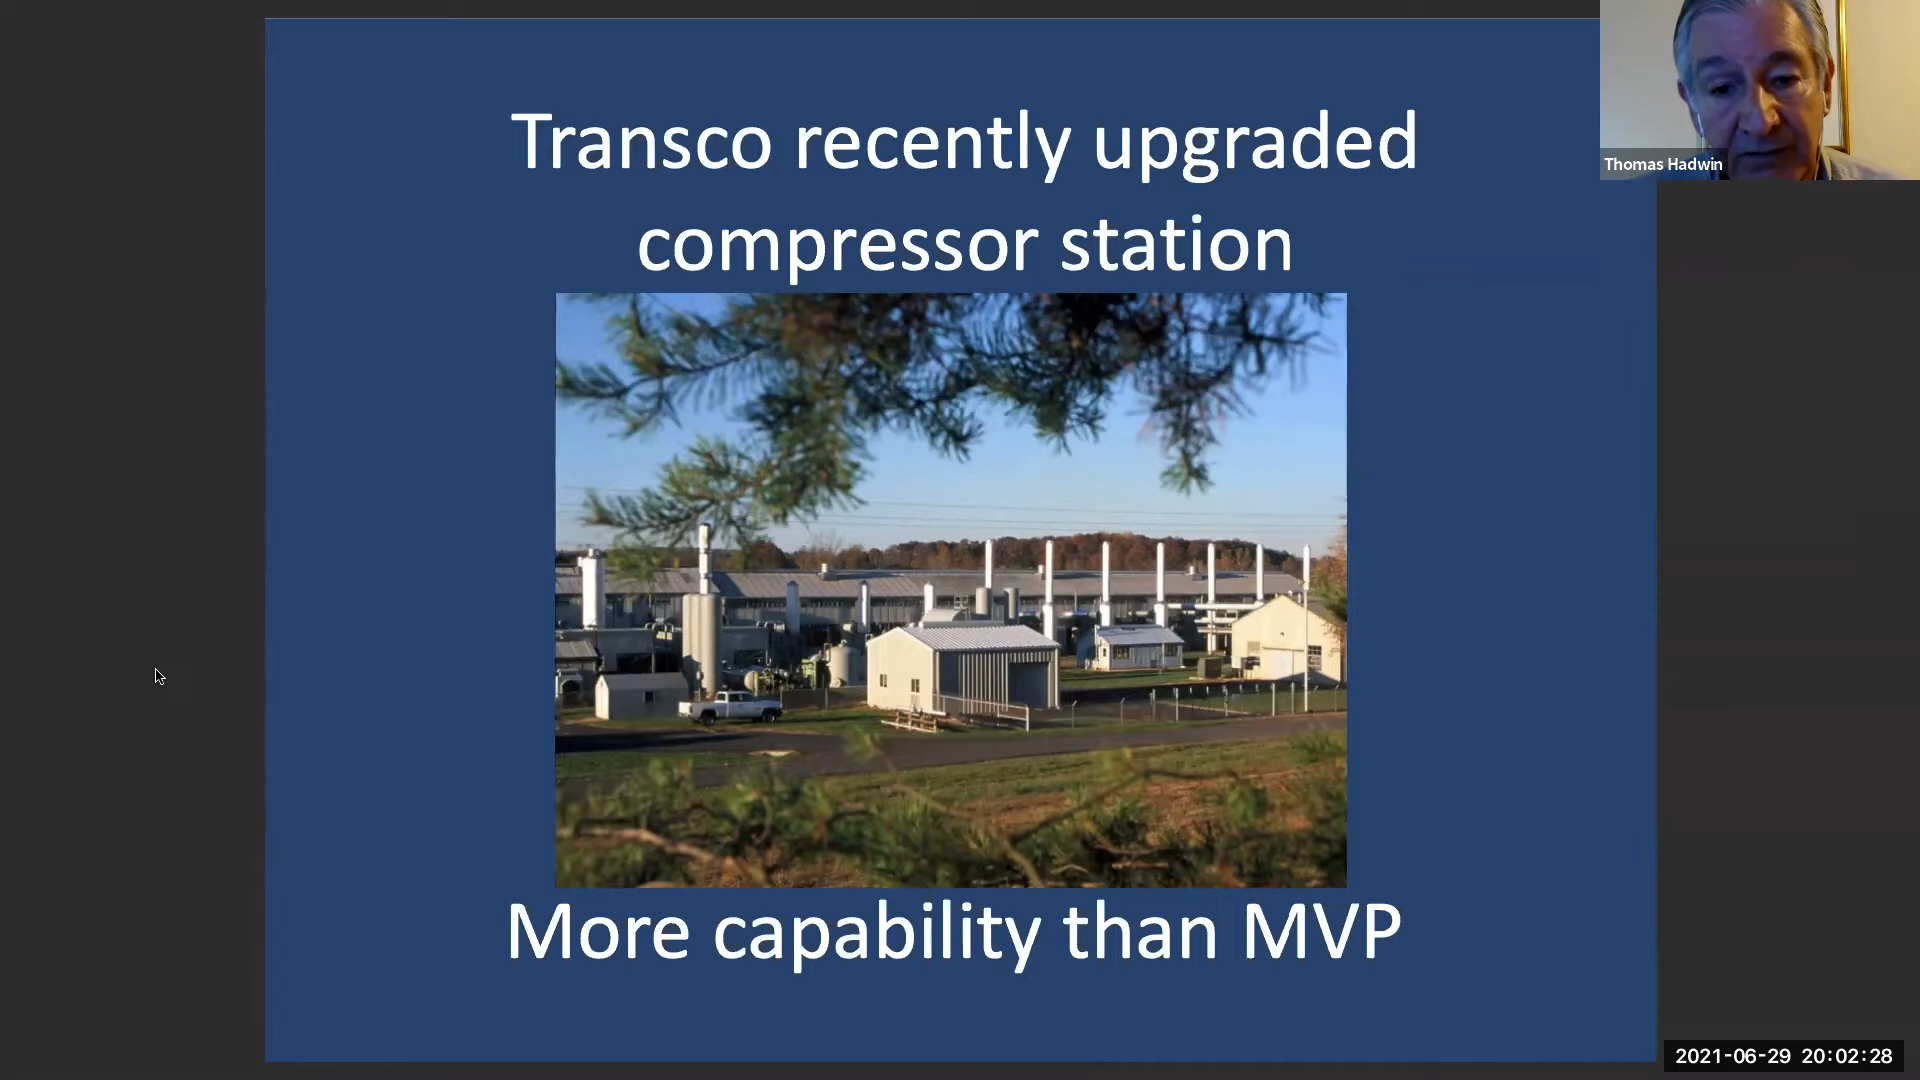 Transco recently upgraded
compressor station
Thomas Hadwin
More capability than MVP
2021-06-29 20:02:28